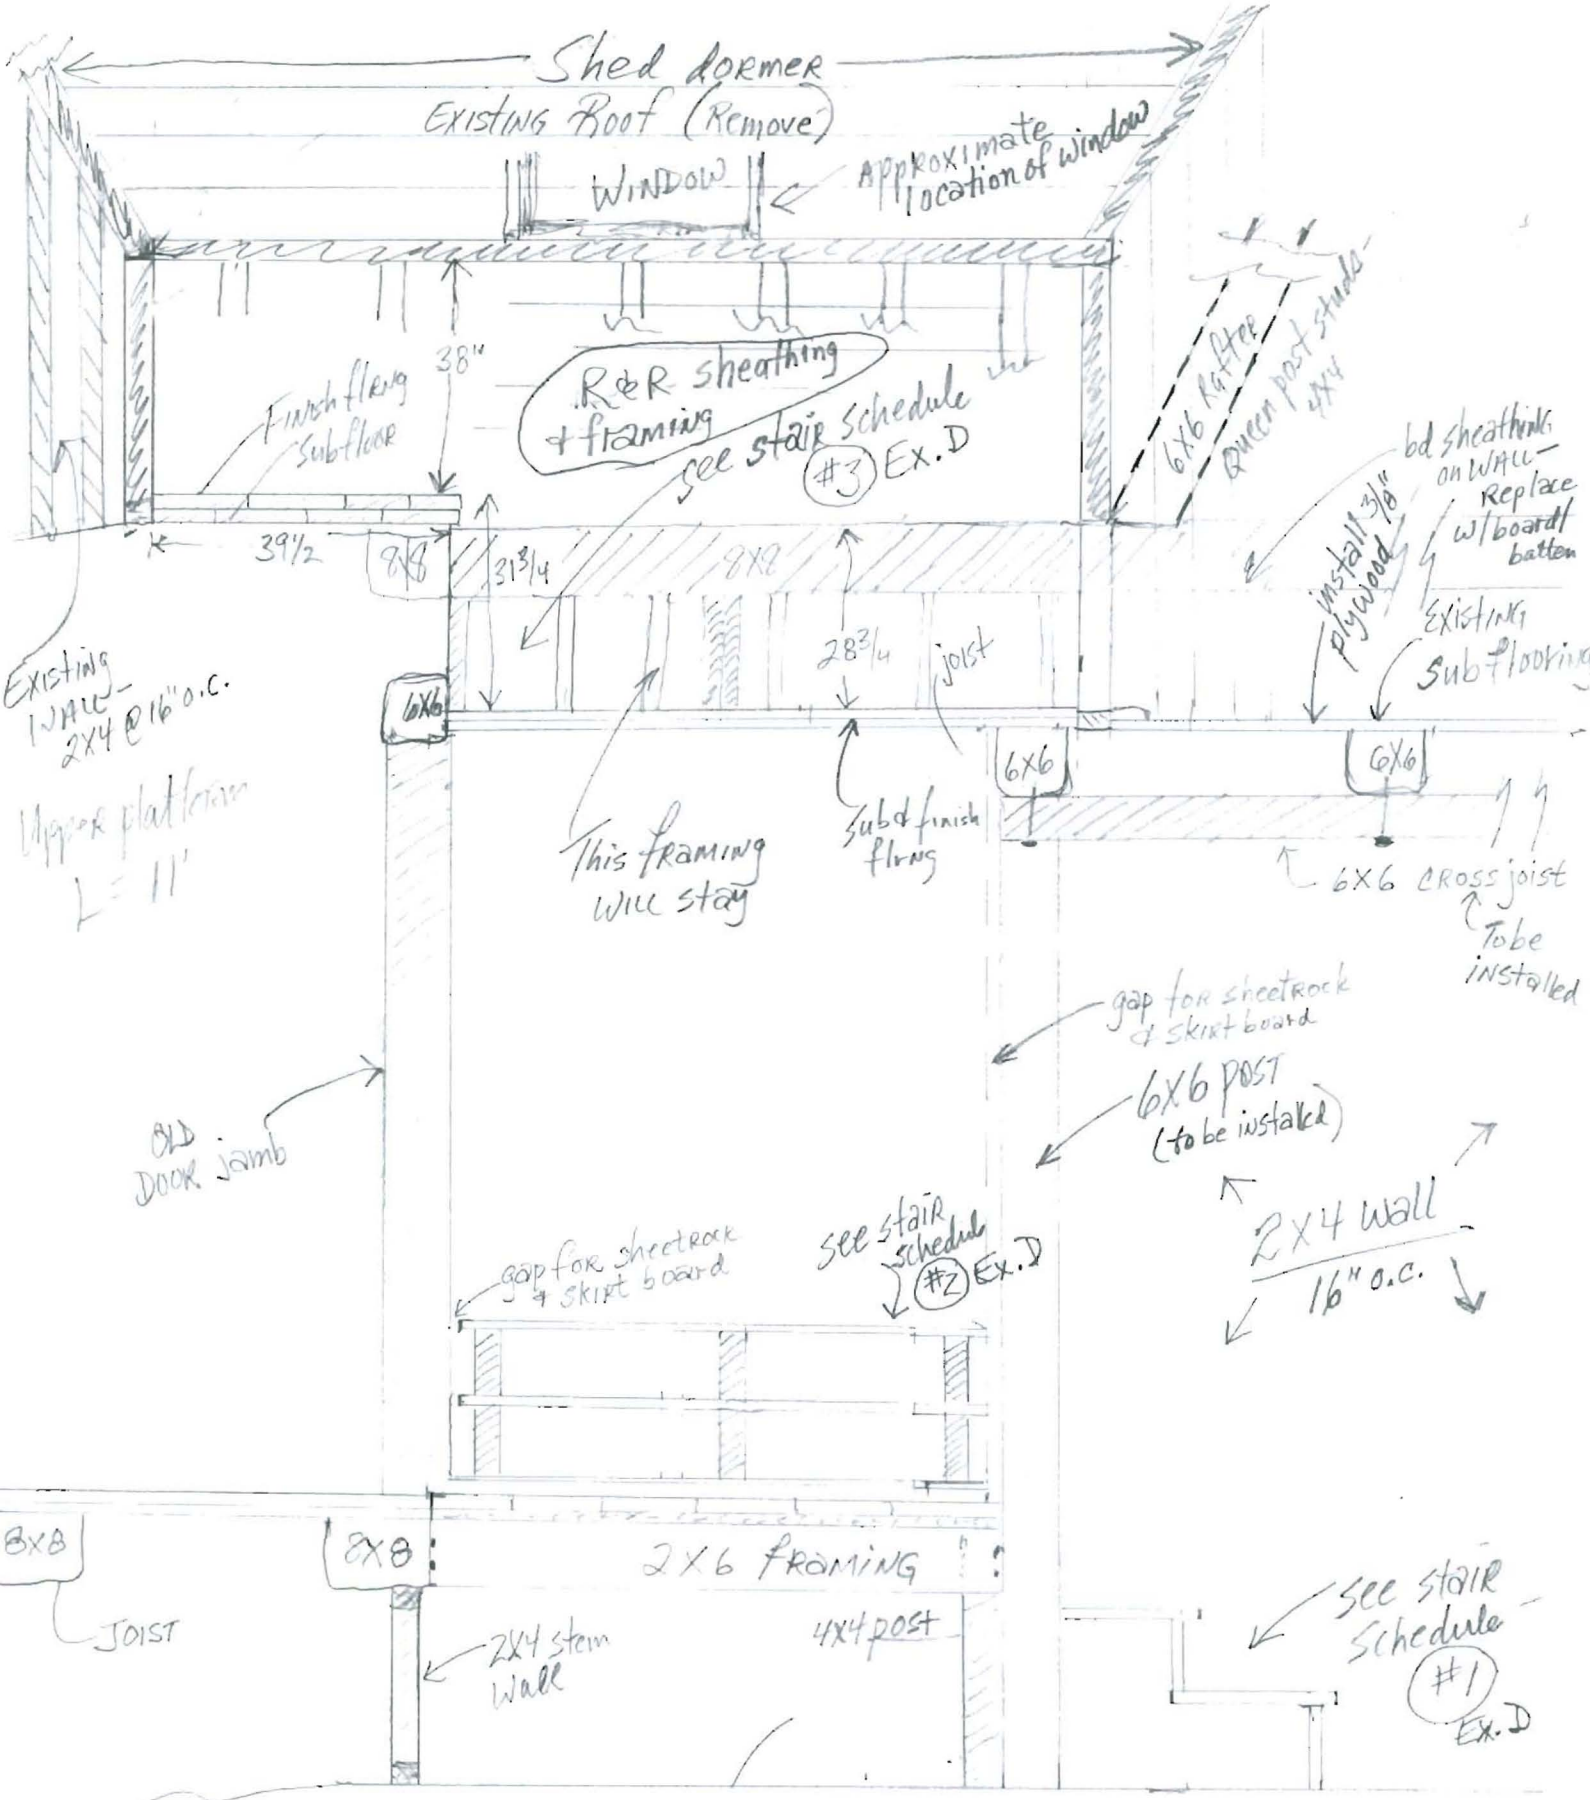 Shed dormer
Existing Roof (Remove)
WINDOW
Approximate
location of window
38"
Finish flrng
subfloor
R&R sheathing
& framing
see stair schedule
#3 Ex. D
6X6 Rafter
Queen post studs
4X4
bd sheathing
on WALL-
Replace
w/board/
batten
install 3/8"
plywood
Existing
Subflooring
39 1/2
8X8
31 3/4
8X8
28 3/4
joist
Existing
WALL-
2X4 @ 16" o.c.
6X6
6X6
6X6
Upper platform
L = 11'
This framing
will stay
Sub & finish
flrng
6X6 CROSS joist
To be
installed
gap for sheetrock
& skirt board
6X6 POST
(to be installed)
OLD
DOOR jamb
2X4 Wall
16" o.c.
see stair
schedule
#2 Ex. D
gap for sheetrock
& skirt board
8X8
8X8
2X6 FRAMING
JOIST
2X4 stem
Wall
4X4 post
see stair
schedule
#1
Ex. D